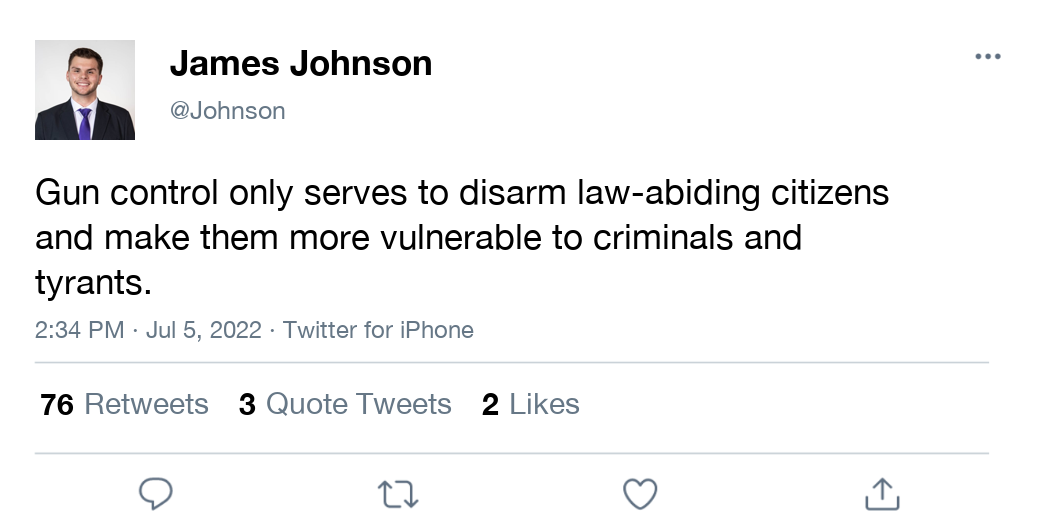 James Johnson
@Johnson
Gun control only serves to disarm law-abiding citizens
and make them more vulnerable to criminals and
tyrants.
2:34 PM · Jul 5, 2022 · Twitter for iPhone
76 Retweets 3 Quote Tweets 2 Likes